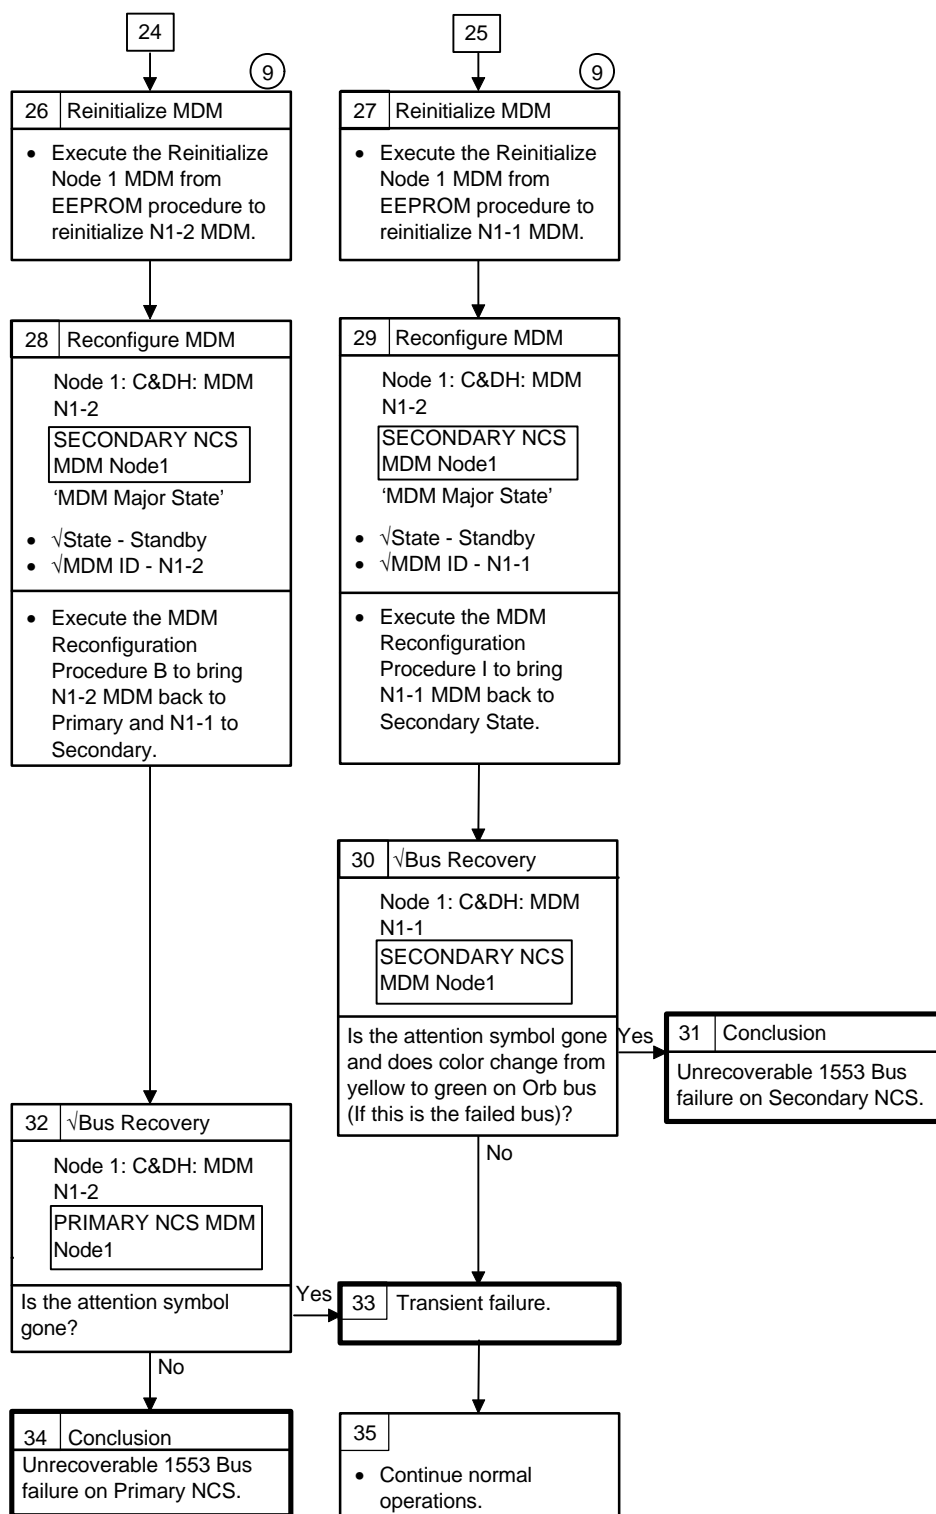 24
25
9
9
26 Reinitialize MDM
• Execute the Reinitialize
Node 1 MDM from
EEPROM procedure to
reinitialize N1-2 MDM.
27 Reinitialize MDM
• Execute the Reinitialize
Node 1 MDM from
EEPROM procedure to
reinitialize N1-1 MDM.
28 Reconfigure MDM
Node 1: C&DH: MDM
N1-2
SECONDARY NCS
MDM Node1
‘MDM Major State’
• √State - Standby
• √MDM ID - N1-2
• Execute the MDM
Reconfiguration
Procedure B to bring
N1-2 MDM back to
Primary and N1-1 to
Secondary.
29 Reconfigure MDM
Node 1: C&DH: MDM
N1-2
SECONDARY NCS
MDM Node1
‘MDM Major State’
• √State - Standby
• √MDM ID - N1-1
• Execute the MDM
Reconfiguration
Procedure I to bring
N1-1 MDM back to
Secondary State.
30 √Bus Recovery
Node 1: C&DH: MDM
N1-1
SECONDARY NCS
MDM Node1
Is the attention symbol gone
and does color change from
yellow to green on Orb bus
(If this is the failed bus)?
Yes
No
31 Conclusion
Unrecoverable 1553 Bus
failure on Secondary NCS.
32 √Bus Recovery
Node 1: C&DH: MDM
N1-2
PRIMARY NCS MDM
Node1
Is the attention symbol
gone?
Yes
No
33 Transient failure.
34 Conclusion
Unrecoverable 1553 Bus
failure on Primary NCS.
35
• Continue normal
operations.